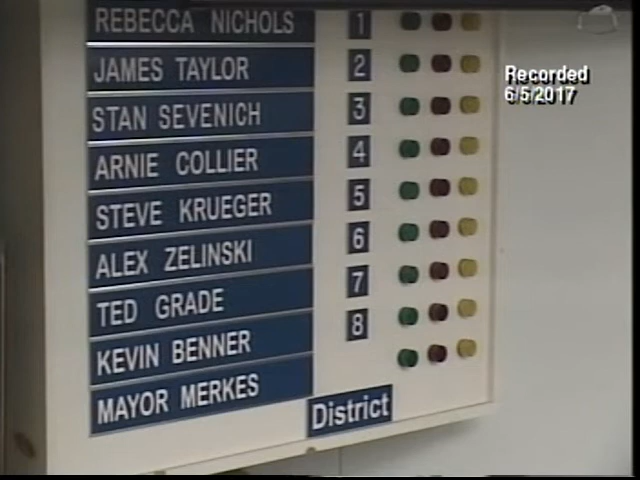 REBECCA NICHOLS 1
JAMES TAYLOR 2
STAN SEVENICH 3
ARNIE COLLIER 4
STEVE KRUEGER 5
ALEX ZELINSKI 6
TED GRADE 7
KEVIN BENNER 8
MAYOR MERKES
District
Recorded
6/5/2017